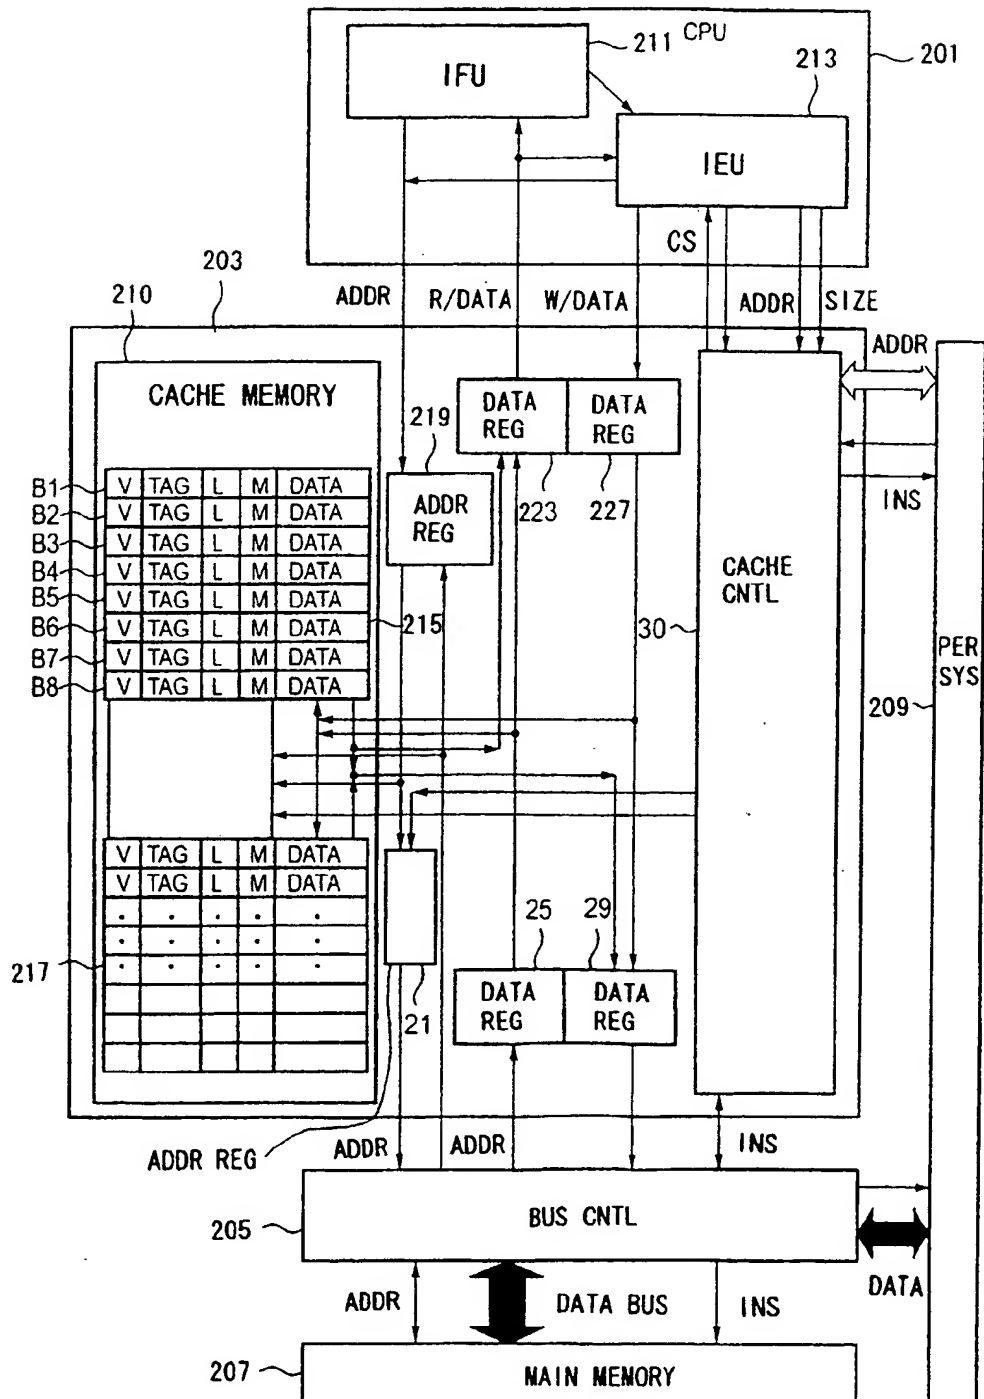 CPU
211
201
213
IFU
IEU
CS
203
210
ADDR
R/DATA
W/DATA
ADDR
SIZE
ADDR
CACHE MEMORY
219
DATA REG
DATA REG
223
227
INS
B1 V TAG L M DATA
B2 V TAG L M DATA
B3 V TAG L M DATA
B4 V TAG L M DATA
B5 V TAG L M DATA
B6 V TAG L M DATA
B7 V TAG L M DATA
B8 V TAG L M DATA
ADDR REG
215
30
CACHE CNTL
PER SYS
209
V TAG L M DATA
V TAG L M DATA
217
25
29
21
DATA REG
DATA REG
ADDR REG
ADDR
ADDR
INS
205
BUS CNTL
DATA
ADDR
DATA BUS
INS
207
MAIN MEMORY